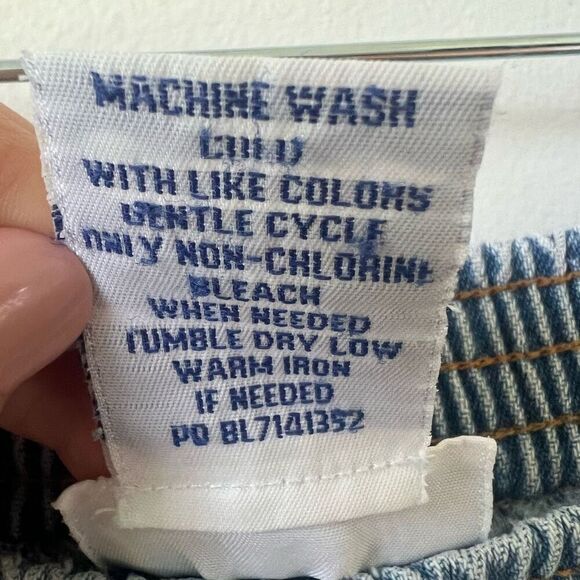 MACHINE WASH
COLD
WITH LIKE COLORS
GENTLE CYCLE
ONLY NON-CHLORINE
BLEACH
WHEN NEEDED
TUMBLE DRY LOW
WARM IRON
IF NEEDED
PO BL7141352